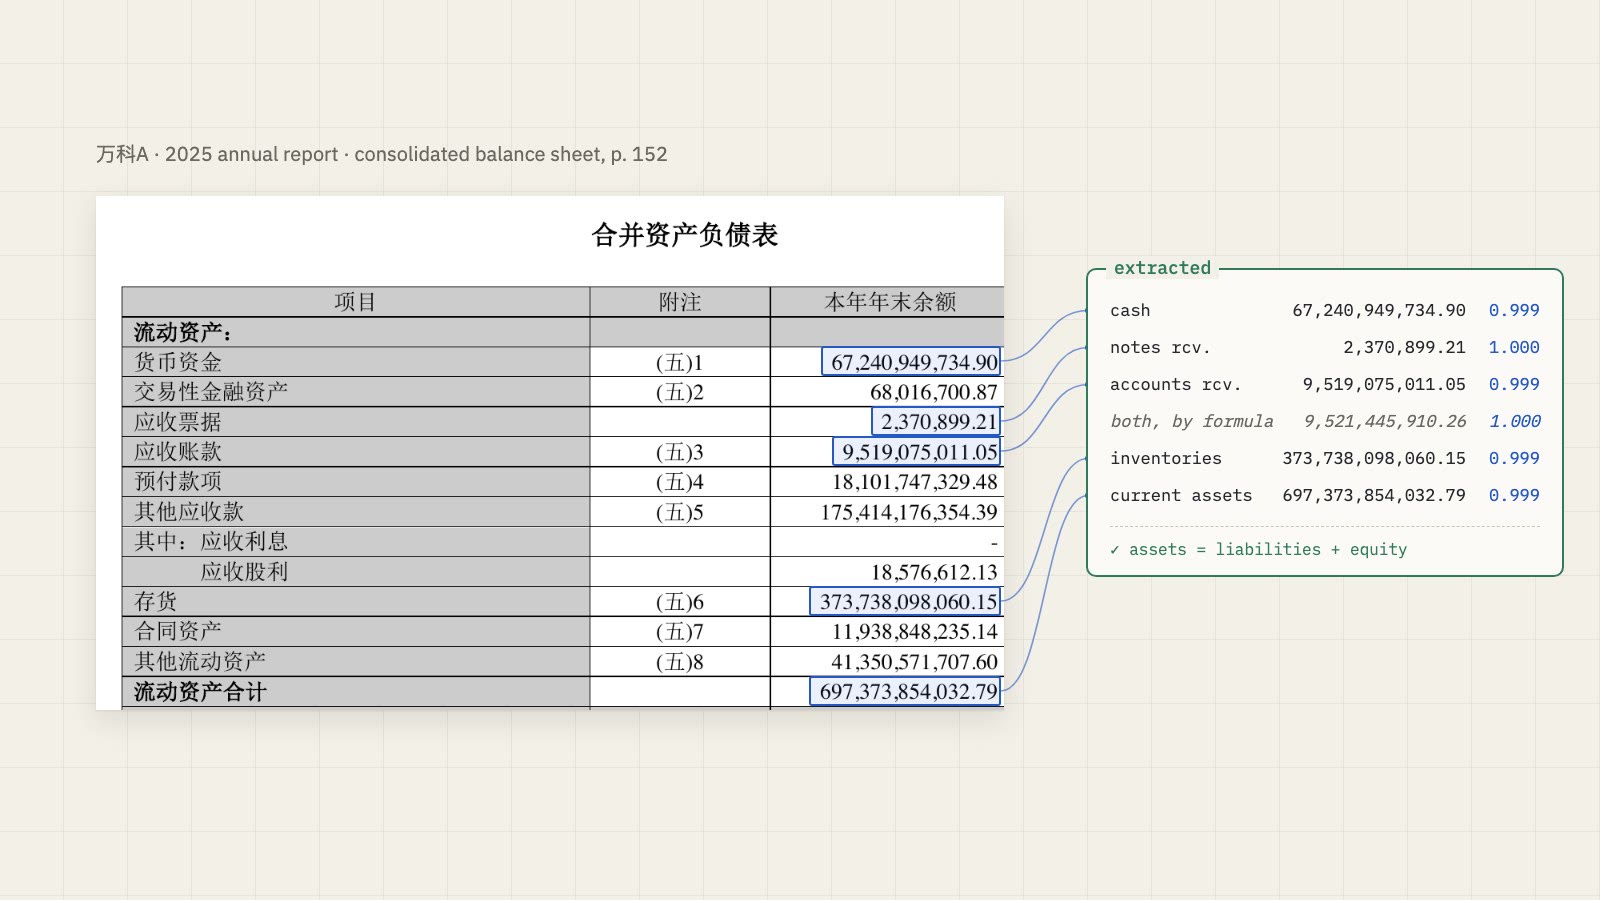 万科A · 2025 annual report · consolidated balance sheet, p. 152
合并资产负债表
项目 附注 本年年末余额
流动资产：
货币资金 (五)1 67,240,949,734.90
交易性金融资产 (五)2 68,016,700.87
应收票据 2,370,899.21
应收账款 (五)3 9,519,075,011.05
预付款项 (五)4 18,101,747,329.48
其他应收款 (五)5 175,414,176,354.39
其中：应收利息 -
应收股利 18,576,612.13
存货 (五)6 373,738,098,060.15
合同资产 (五)7 11,938,848,235.14
其他流动资产 (五)8 41,350,571,707.60
流动资产合计 697,373,854,032.79
extracted
cash 67,240,949,734.90 0.999
notes rcv. 2,370,899.21 1.000
accounts rcv. 9,519,075,011.05 0.999
both, by formula 9,521,445,910.26 1.000
inventories 373,738,098,060.15 0.999
current assets 697,373,854,032.79 0.999
✓ assets = liabilities + equity